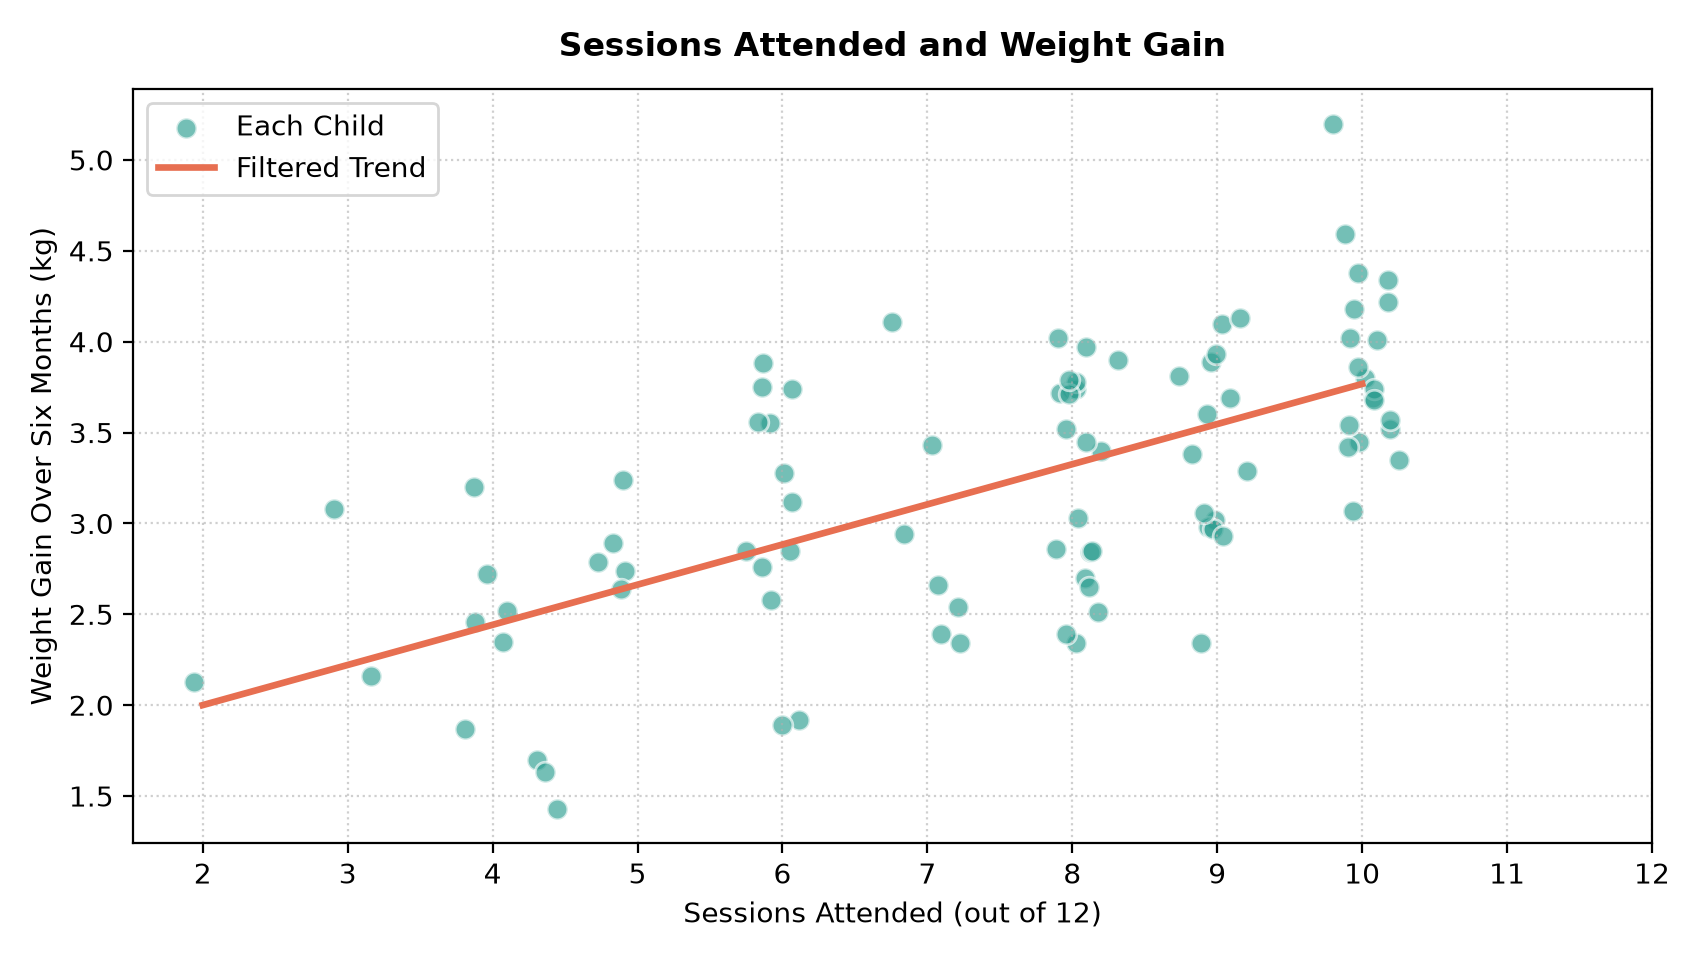 Sessions Attended and Weight Gain
Each Child
Filtered Trend
Weight Gain Over Six Months (kg)
5.0
4.5
4.0
3.5
3.0
2.5
2.0
1.5
2 3 4 5 6 7 8 9 10 11 12
Sessions Attended (out of 12)